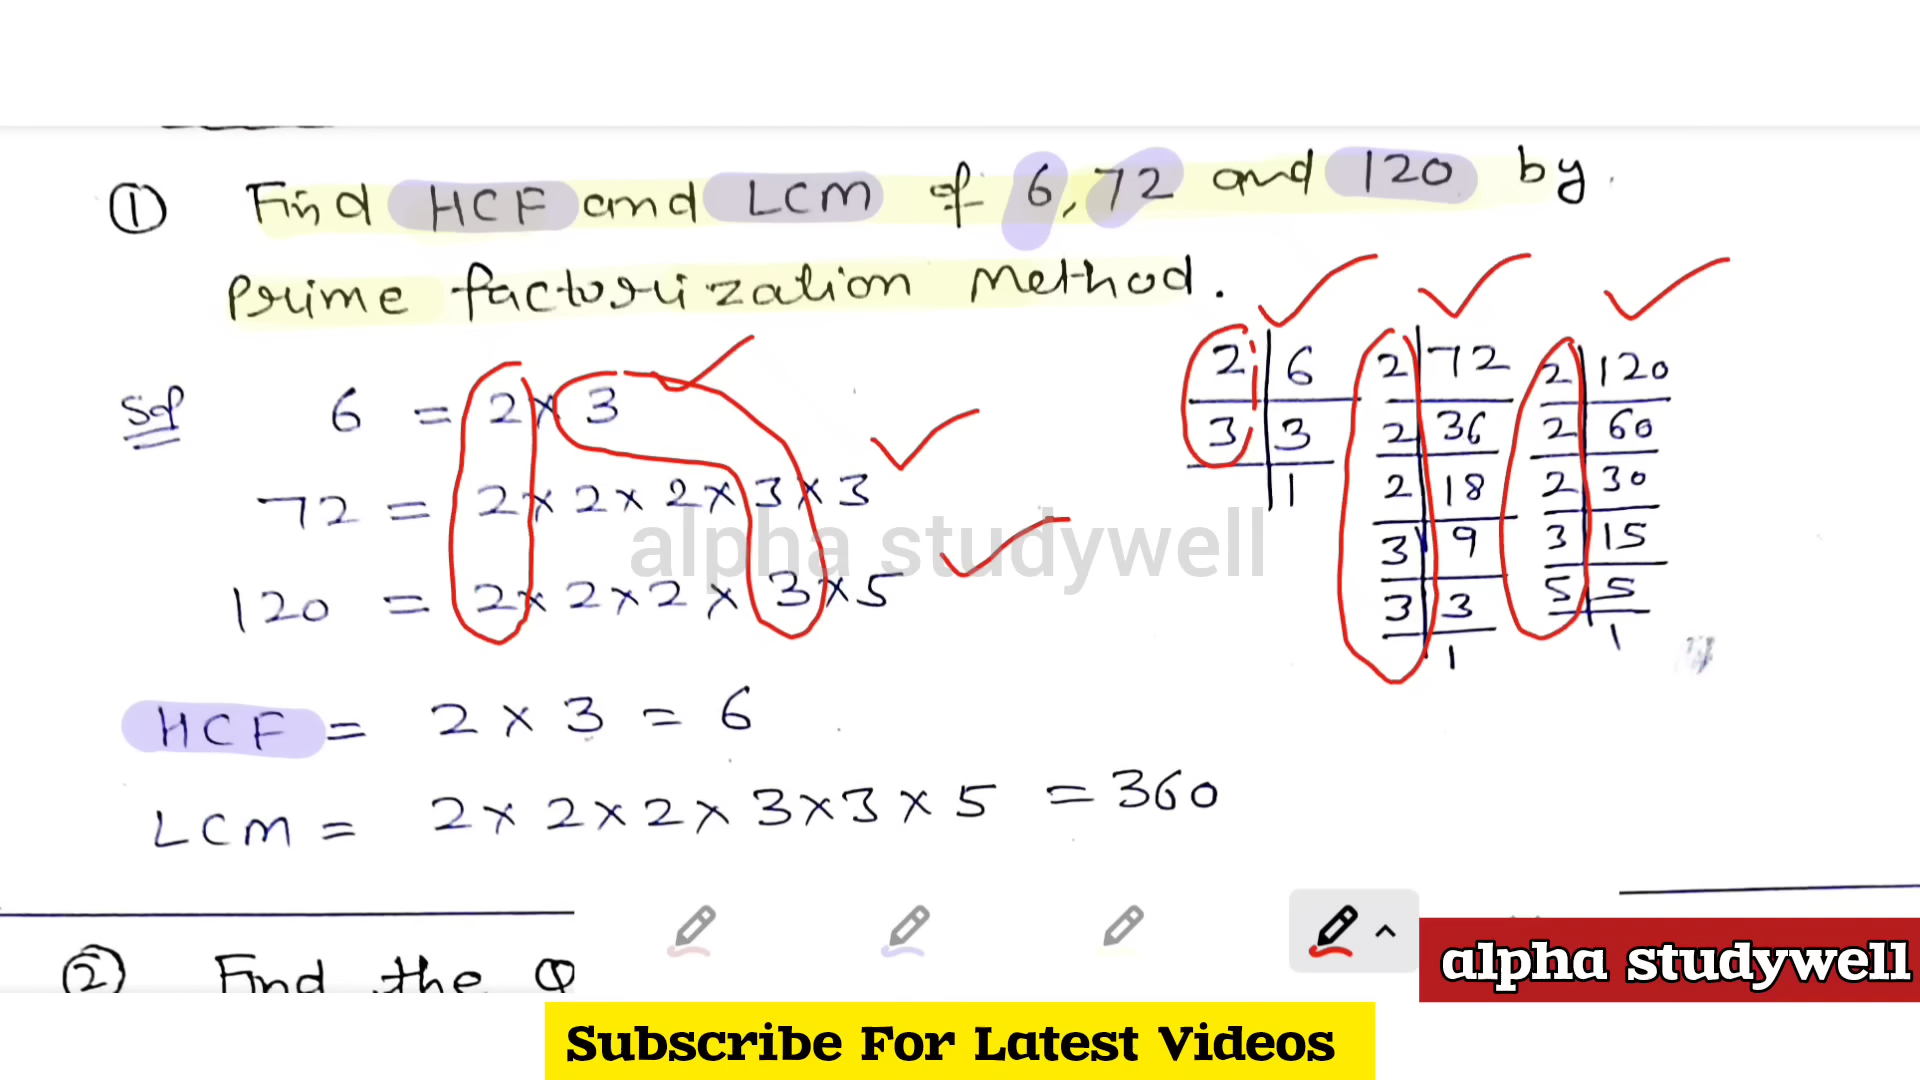 ① Find HCF and LCM of 6, 72 and 120 by
prime factorization Method.
Sol 6 = 2 × 3
72 = 2 × 2 × 2 × 3 × 3
120 = 2 × 2 × 2 × 3 × 5
2 | 6
3 | 3
1
2 | 72
2 | 36
2 | 18
3 | 9
3 | 3
1
2 | 120
2 | 60
2 | 30
3 | 15
5 | 5
1
alpha studywell
HCF = 2 × 3 = 6
LCM = 2 × 2 × 2 × 3 × 3 × 5 = 360
② Find the
alpha studywell
Subscribe For Latest Videos